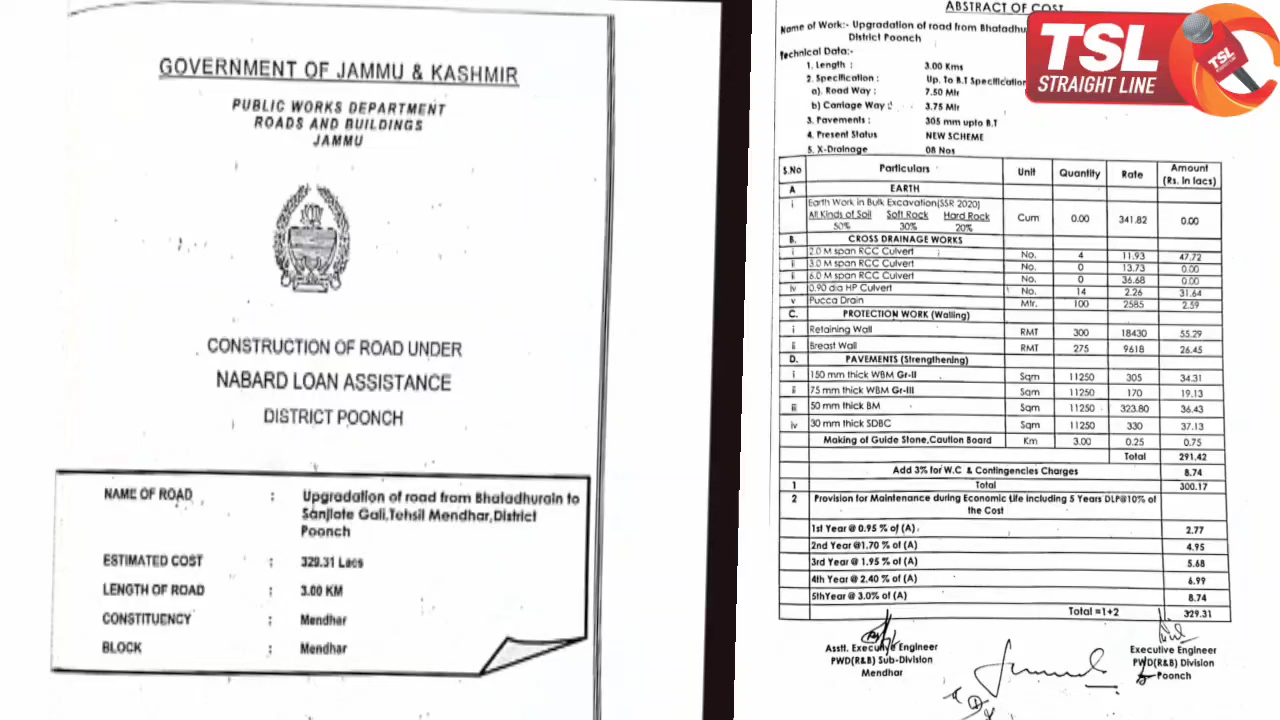 GOVERNMENT OF JAMMU & KASHMIR
PUBLIC WORKS DEPARTMENT
ROADS AND BUILDINGS
JAMMU
CONSTRUCTION OF ROAD UNDER
NABARD LOAN ASSISTANCE
DISTRICT POONCH
NAME OF ROAD : Upgradation of road from Bhatadhurain to
Sanjiote Gali,Tehsil Mendhar,District
Poonch
ESTIMATED COST : 329.31 Lacs
LENGTH OF ROAD : 3.00 KM
CONSTITUENCY : Mendhar
BLOCK : Mendhar
ABSTRACT OF COST
Name of Work:- Upgradation of road from Bhatadhu
District Poonch
Technical Data:-
1. Length : 3.00 Kms
2. Specification : Up. To B.T Specification
a). Road Way : 7.50 Mtr
b) Carriage Way : 3.75 Mtr
3. Pavements : 305 mm upto B.T
4. Present Status NEW SCHEME
5. X-Drainage 08 Nos
TSL
STRAIGHT LINE
TSL
S.No Particulars Unit Quantity Rate Amount (Rs. In lacs)
A EARTH
i Earth Work in Bulk Excavation(SSR 2020)
All Kinds of Soil Soft Rock Hard Rock Cum 0.00 341.82 0.00
50% 30% 20%
B. CROSS DRAINAGE WORKS
i 2.0 M span RCC Culvert No. 4 11.93 47.72
ii 3.0 M span RCC Culvert No. 0 13.73 0.00
iii 6.0 M span RCC Culvert No. 0 36.68 0.00
iv 0.90 dia HP Culvert No. 14 2.26 31.64
v Pucca Drain Mtr. 100 2585 2.59
C. PROTECTION WORK (Walling)
i Retaining Wall RMT 300 18430 55.29
ii Breast Wall RMT 275 9618 26.45
D. PAVEMENTS (Strengthening)
i 150 mm thick WBM Gr-II Sqm 11250 305 34.31
ii 75 mm thick WBM Gr-III Sqm 11250 170 19.13
iii 50 mm thick BM Sqm 11250 323.80 36.43
iv 30 mm thick SDBC Sqm 11250 330 37.13
Making of Guide Stone,Caution Board Km 3.00 0.25 0.75
Total 291.42
Add 3% for W.C & Contingencies Charges 8.74
1 Total 300.17
2 Provision for Maintenance during Economic Life including 5 Years DLP@10% of
the Cost
1st Year @ 0.95 % of (A) 2.77
2nd Year @1.70 % of (A) 4.95
3rd Year @ 1.95 % of (A) 5.68
4th Year @ 2.40 % of (A) 6.99
5thYear @ 3.0% of (A) 8.74
Total =1+2 329.31
Asstt. Executive Engineer
PWD(R&B) Sub-Division
Mendhar
Executive Engineer
PWD(R&B) Division
Poonch